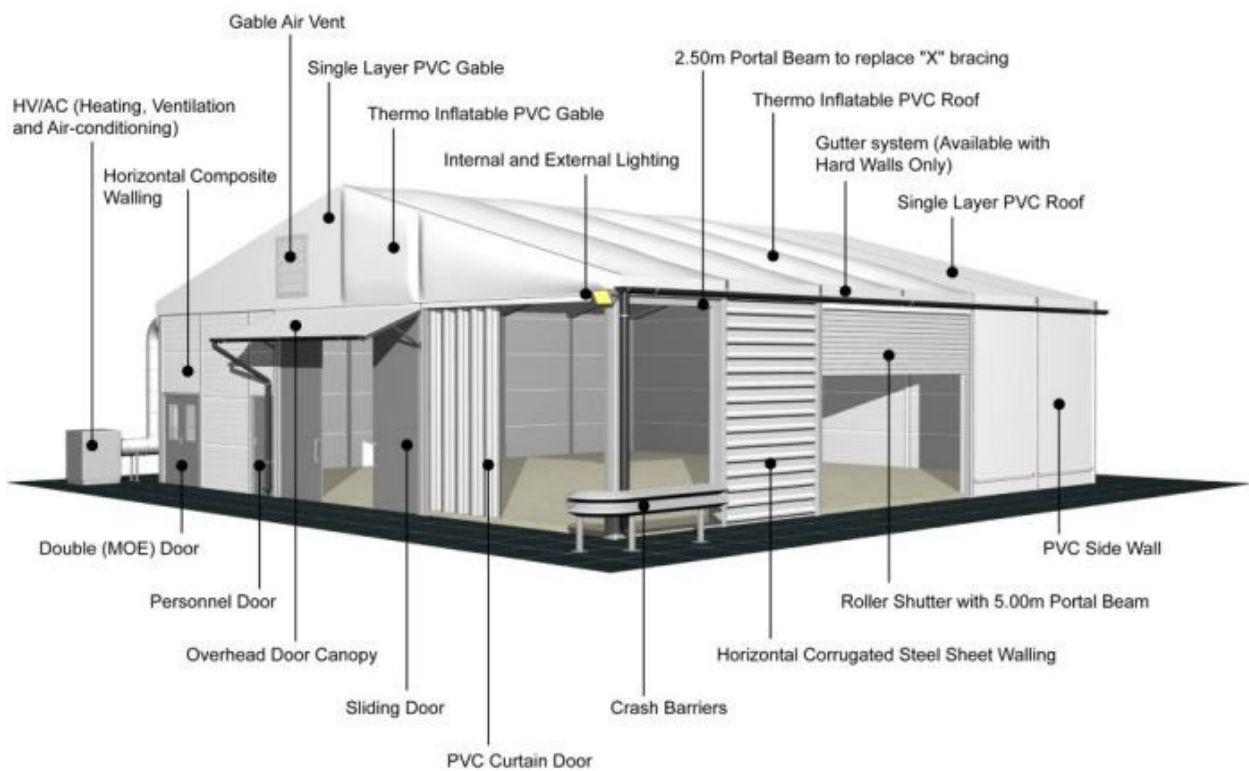 Gable Air Vent
Single Layer PVC Gable
2.50m Portal Beam to replace "X" bracing
HV/AC (Heating, Ventilation
and Air-conditioning)
Thermo Inflatable PVC Gable
Thermo Inflatable PVC Roof
Internal and External Lighting
Gutter system (Available with
Hard Walls Only)
Horizontal Composite
Walling
Single Layer PVC Roof
Double (MOE) Door
PVC Side Wall
Personnel Door
Roller Shutter with 5.00m Portal Beam
Overhead Door Canopy
Horizontal Corrugated Steel Sheet Walling
Sliding Door
Crash Barriers
PVC Curtain Door